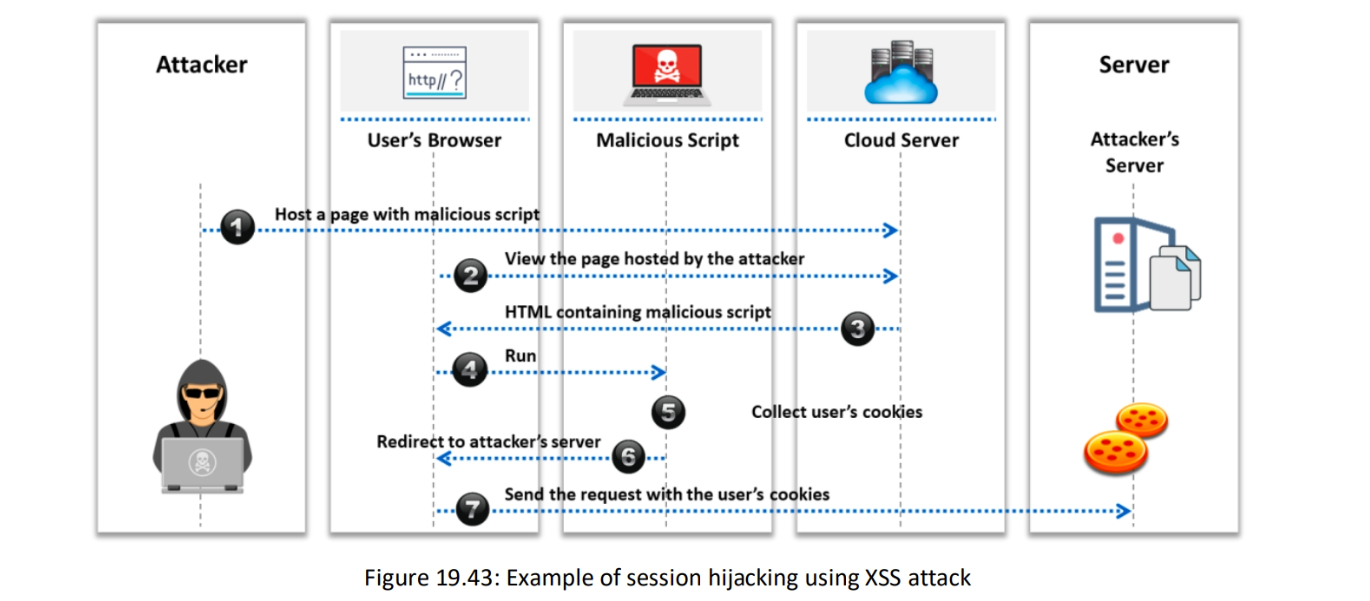 Attacker
Server
http//?
User's Browser
Malicious Script
Cloud Server
Attacker's
Server
1
Host a page with malicious script
2
View the page hosted by the attacker
HTML containing malicious script
3
4
Run
5
Collect user's cookies
Redirect to attacker's server
6
7
Send the request with the user's cookies
Figure 19.43: Example of session hijacking using XSS attack